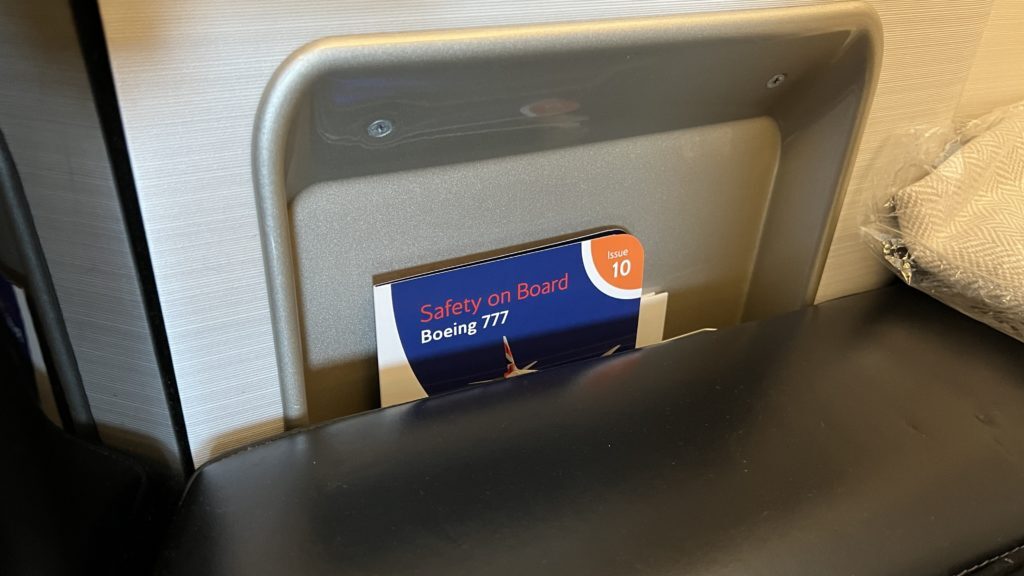 Issue
10
Safety on Board
Boeing 777